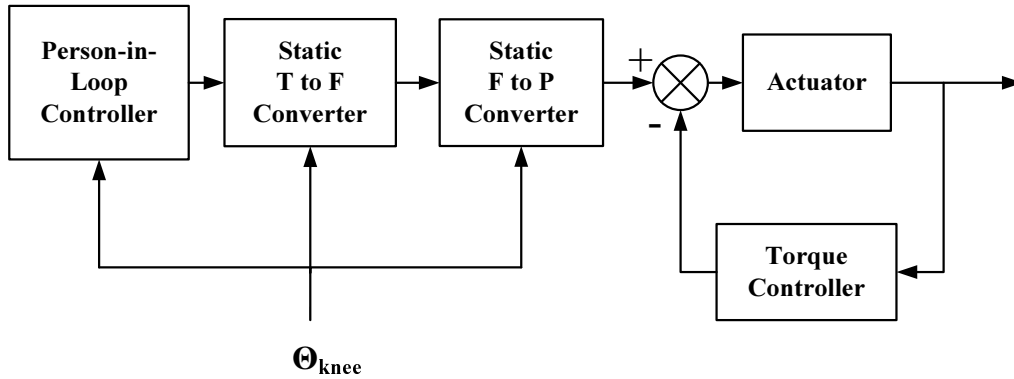 Person-in-
Loop
Controller
Static
T to F
Converter
Static
F to P
Converter
+
-
Actuator
Torque
Controller
Θknee